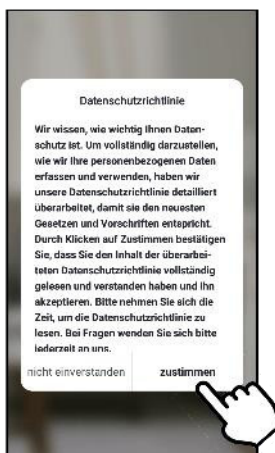 Datenschutzrichtlinie
Wir wissen, wie wichtig Ihnen Daten-
schutz ist. Um vollständig darzustellen,
wie wir Ihre personenbezogenen Daten
erfassen und verwenden, haben wir
unsere Datenschutzrichtlinie detailliert
überarbeitet, damit sie den neuesten
Gesetzen und Vorschriften entspricht.
Durch Klicken auf Zustimmen bestätigen
Sie, dass Sie den Inhalt der überarbei-
teten Datenschutzrichtlinie vollständig
gelesen und verstanden haben und ihn
akzeptieren. Bitte nehmen Sie sich die
Zeit, um die Datenschutzrichtlinie zu
lesen. Bei Fragen wenden Sie sich bitte
jederzeit an uns.
nicht einverstanden zustimmen